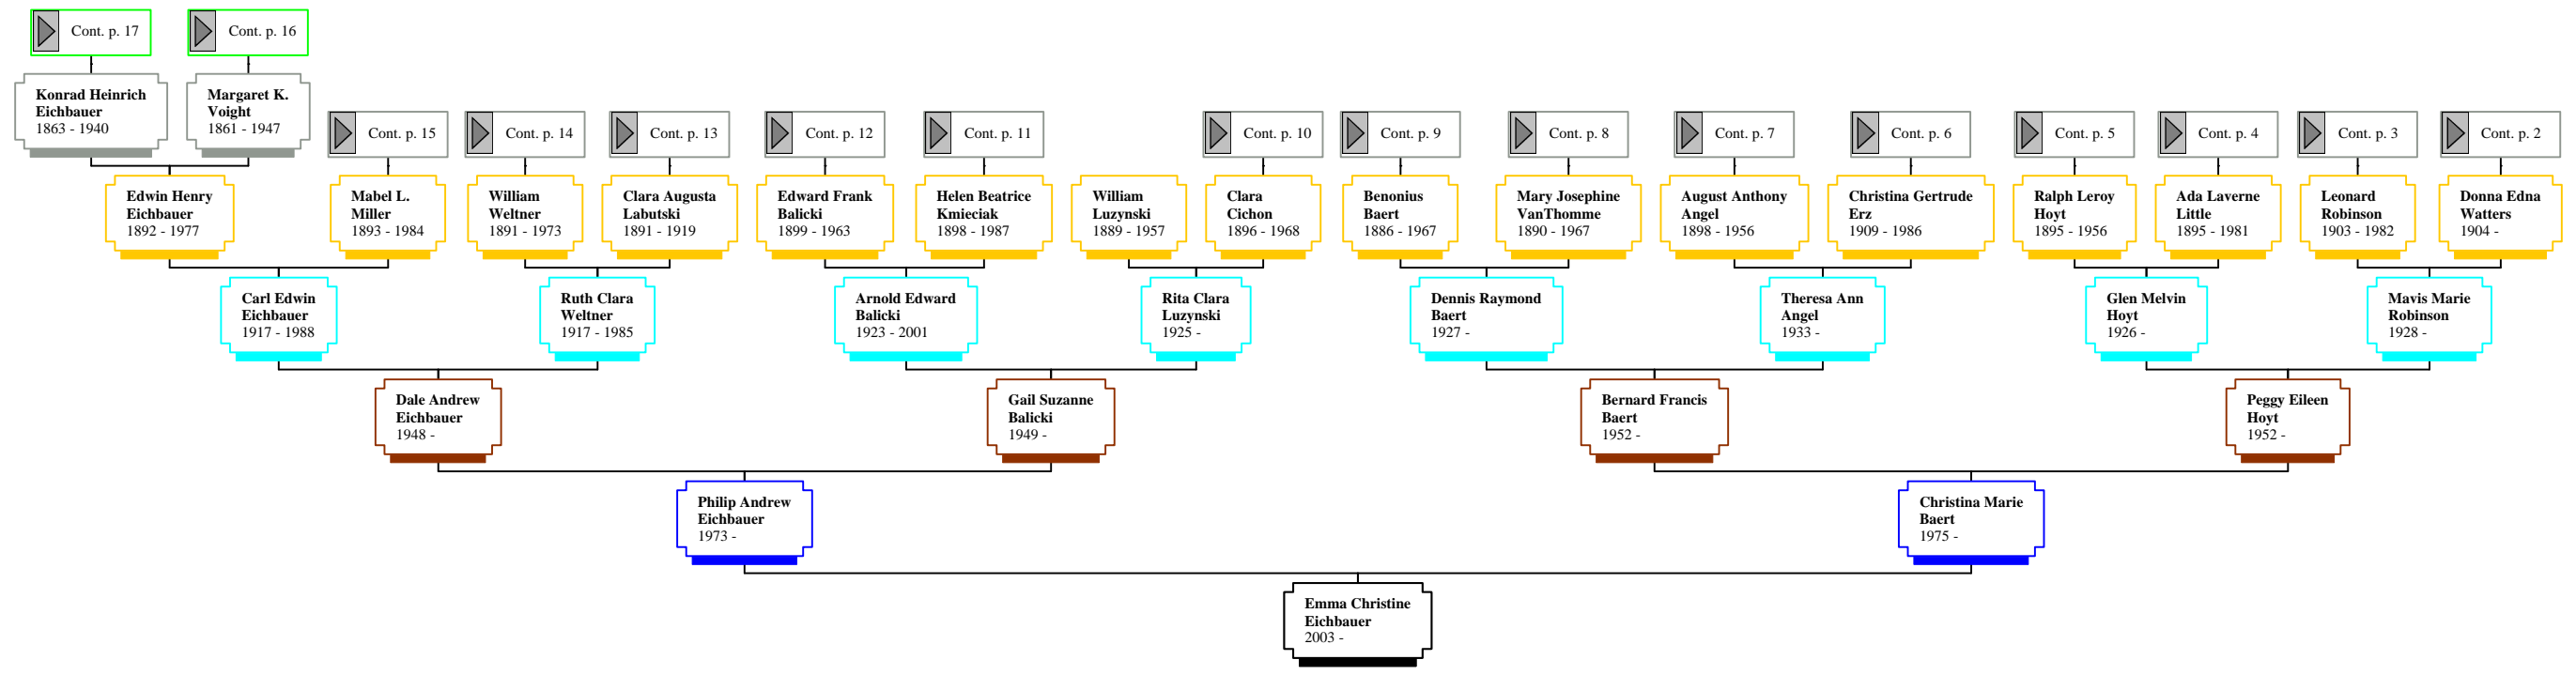 Cont. p. 17
Cont. p. 16
Konrad Heinrich
Eichbauer
1863 - 1940
Margaret K.
Voight
1861 - 1947
Cont. p. 15
Cont. p. 14
Cont. p. 13
Cont. p. 12
Cont. p. 11
Cont. p. 10
Cont. p. 9
Cont. p. 8
Cont. p. 7
Cont. p. 6
Cont. p. 5
Cont. p. 4
Cont. p. 3
Cont. p. 2
Edwin Henry
Eichbauer
1892 - 1977
Mabel L.
Miller
1893 - 1984
William
Weltner
1891 - 1973
Clara Augusta
Labutski
1891 - 1919
Edward Frank
Balicki
1899 - 1963
Helen Beatrice
Kmieciak
1898 - 1987
William
Luzynski
1889 - 1957
Clara
Cichon
1896 - 1968
Benonius
Baert
1886 - 1967
Mary Josephine
VanThomme
1890 - 1967
August Anthony
Angel
1898 - 1956
Christina Gertrude
Erz
1909 - 1986
Ralph Leroy
Hoyt
1895 - 1956
Ada Laverne
Little
1895 - 1981
Leonard
Robinson
1903 - 1982
Donna Edna
Watters
1904 -
Carl Edwin
Eichbauer
1917 - 1988
Ruth Clara
Weltner
1917 - 1985
Arnold Edward
Balicki
1923 - 2001
Rita Clara
Luzynski
1925 -
Dennis Raymond
Baert
1927 -
Theresa Ann
Angel
1933 -
Glen Melvin
Hoyt
1926 -
Mavis Marie
Robinson
1928 -
Dale Andrew
Eichbauer
1948 -
Gail Suzanne
Balicki
1949 -
Bernard Francis
Baert
1952 -
Peggy Eileen
Hoyt
1952 -
Philip Andrew
Eichbauer
1973 -
Christina Marie
Baert
1975 -
Emma Christine
Eichbauer
2003 -